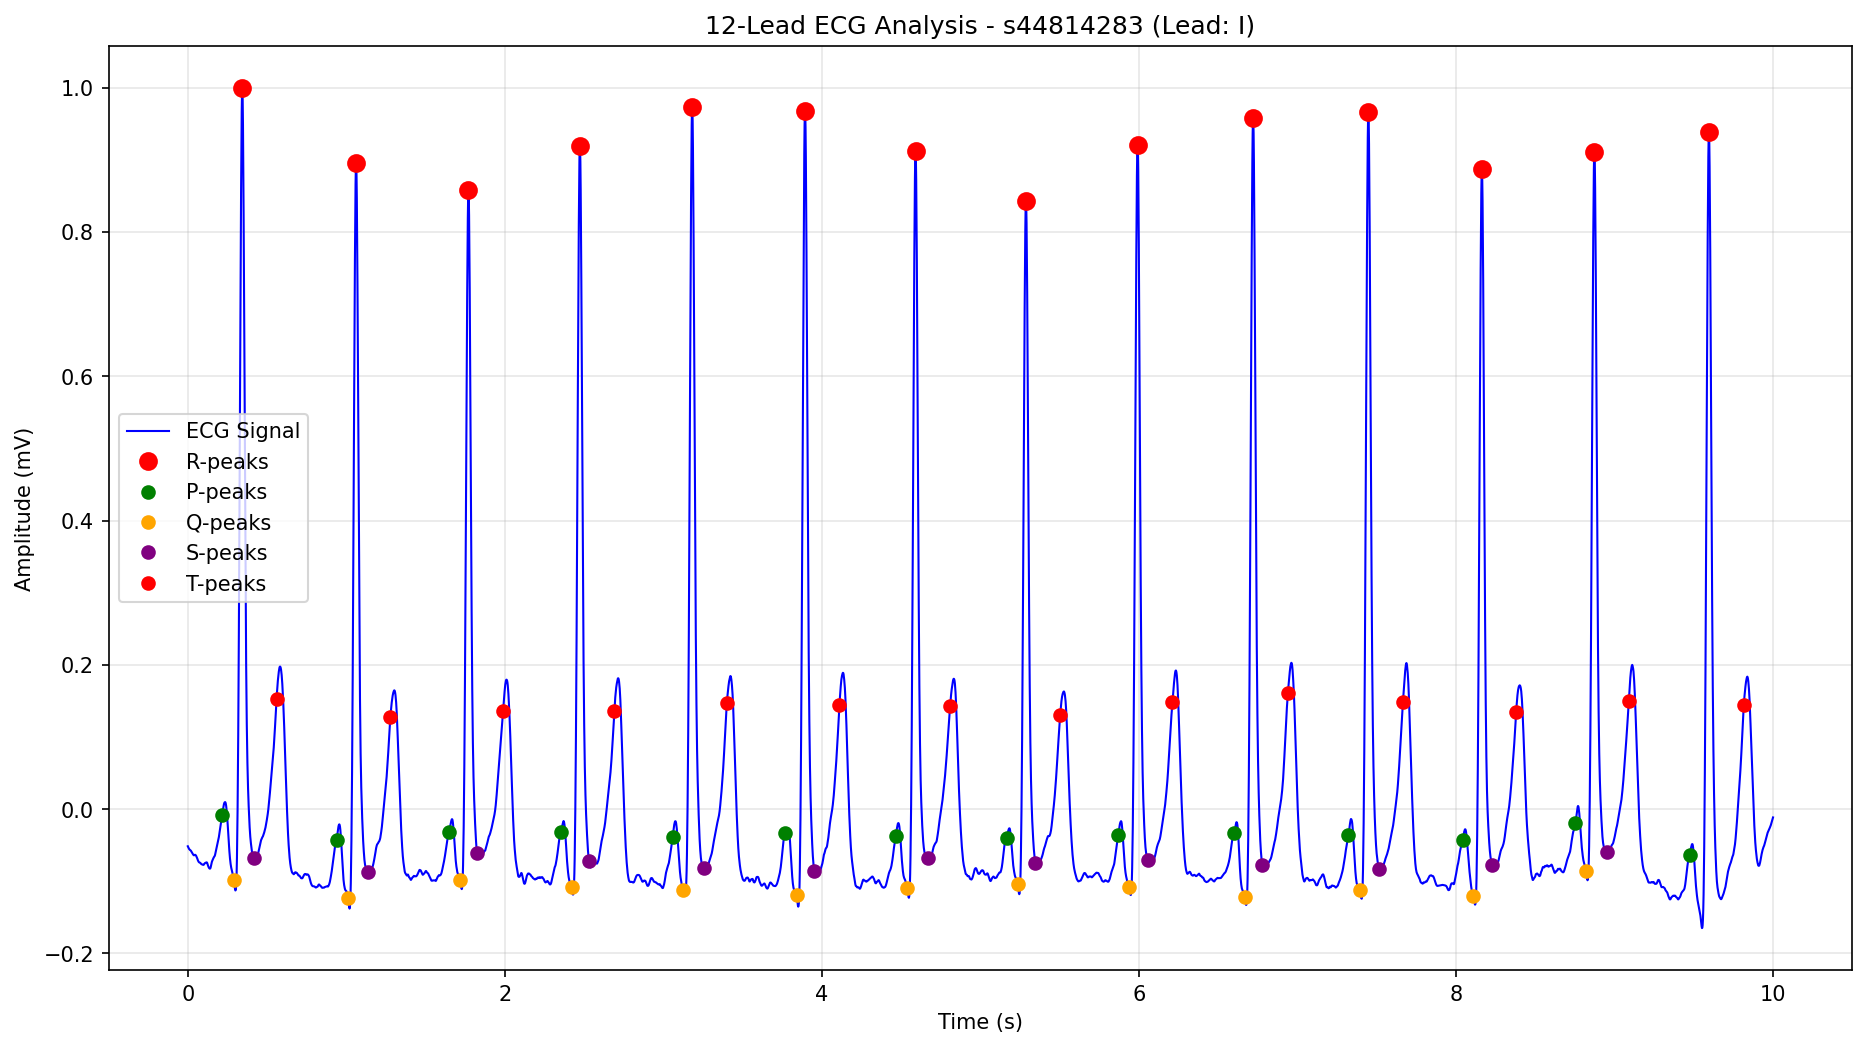 12-Lead ECG Analysis - s44814283 (Lead: I)
Amplitude (mV)
1.0
0.8
0.6
0.4
0.2
0.0
−0.2
ECG Signal
R-peaks
P-peaks
Q-peaks
S-peaks
T-peaks
0 2 4 6 8 10
Time (s)